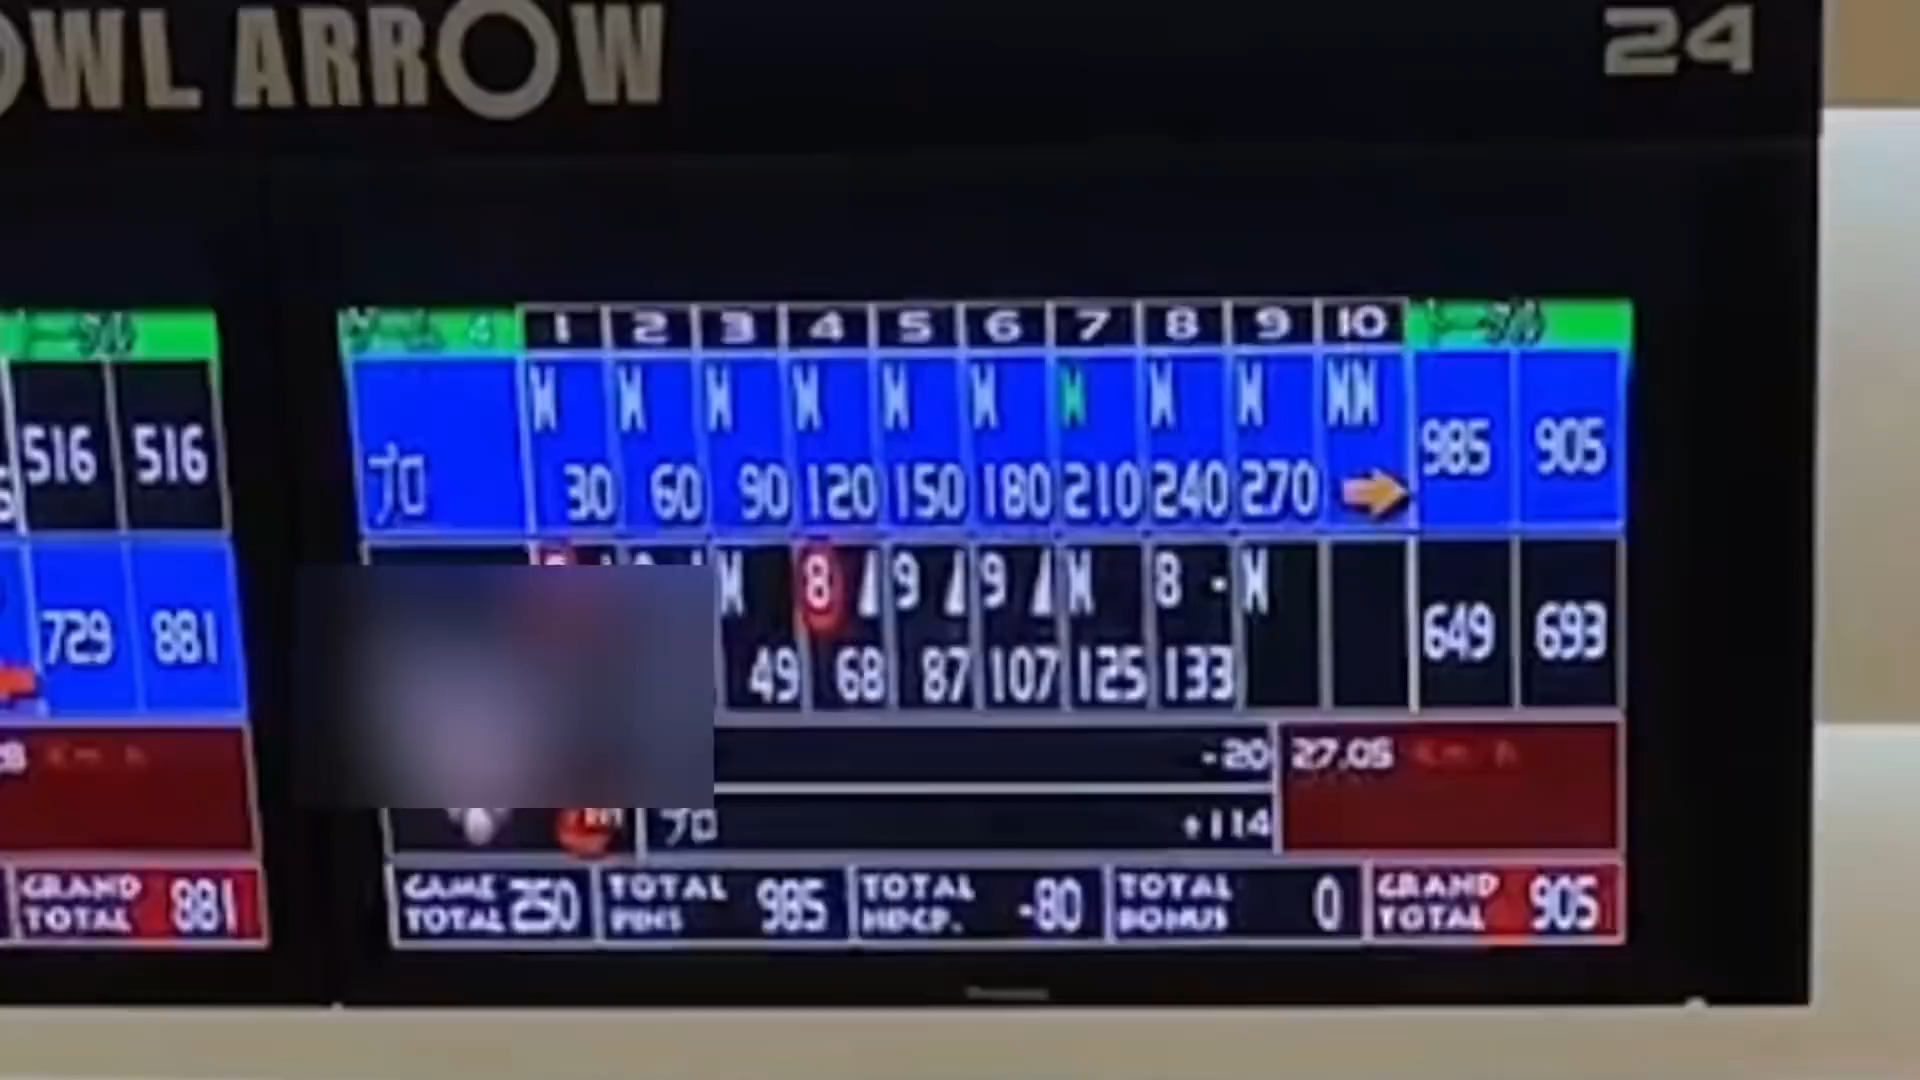 OWL ARROW 24
1 2 3 4 5 6 7 8 9 10
516 516
985 905
30 60 90 120 150 180 210 240 270
8 9 9 8 -
729 881
649 693
49 68 87 107 125 133
-20 27.05 Km h
プロ +114
GRAND TOTAL 881
GAME TOTAL 250 TOTAL PINS 985 TOTAL HDCP. -80 TOTAL BONUS 0 GRAND TOTAL 905